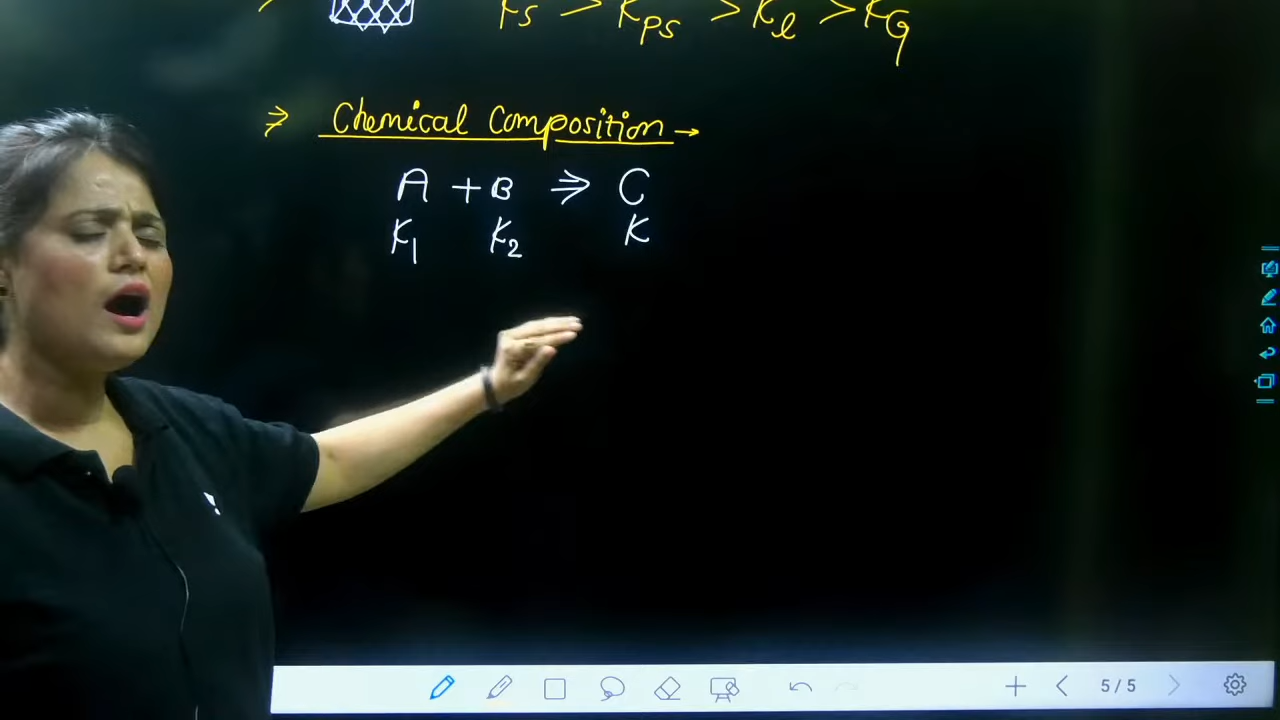 Ks > Kps > Kl > KG
⇒ Chemical Composition →
A + B ⇒ C
K1 K2 K
5 / 5